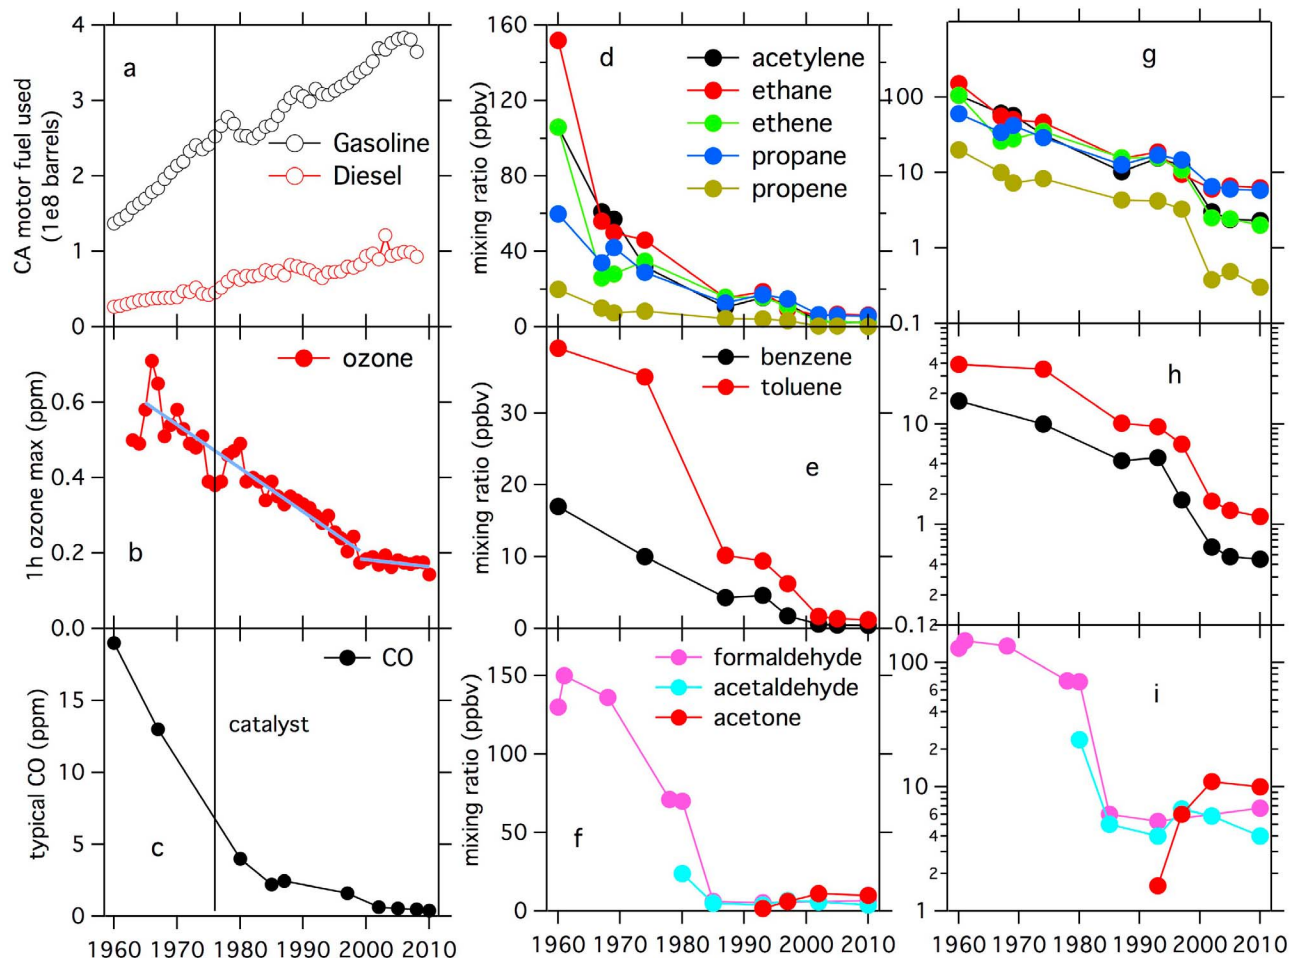 CA motor fuel used
(1e8 barrels)
4
3
2
1
0
a
Gasoline
Diesel
1h ozone max (ppm)
0.6
0.4
0.2
0.0
b
ozone
typical CO (ppm)
15
10
5
0
c
CO
catalyst
1960 1970 1980 1990 2000 2010
mixing ratio (ppbv)
160
120
80
40
0
d
acetylene
ethane
ethene
propane
propene
mixing ratio (ppbv)
30
20
10
0
e
benzene
toluene
mixing ratio (ppbv)
150
100
50
0
f
formaldehyde
acetaldehyde
acetone
1960 1970 1980 1990 2000 2010
100
10
1
0.1
g
4
2
10
4
2
1
4
2
0.12
h
100
6
4
2
10
6
4
2
1
i
1960 1970 1980 1990 2000 2010